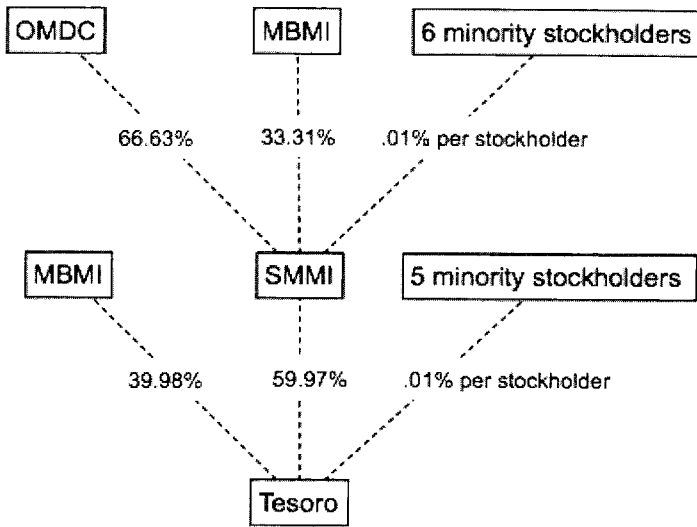 OMDC
MBMI
6 minority stockholders
66.63%
33.31%
.01% per stockholder
MBMI
SMMI
5 minority stockholders
39.98%
59.97%
.01% per stockholder
Tesoro